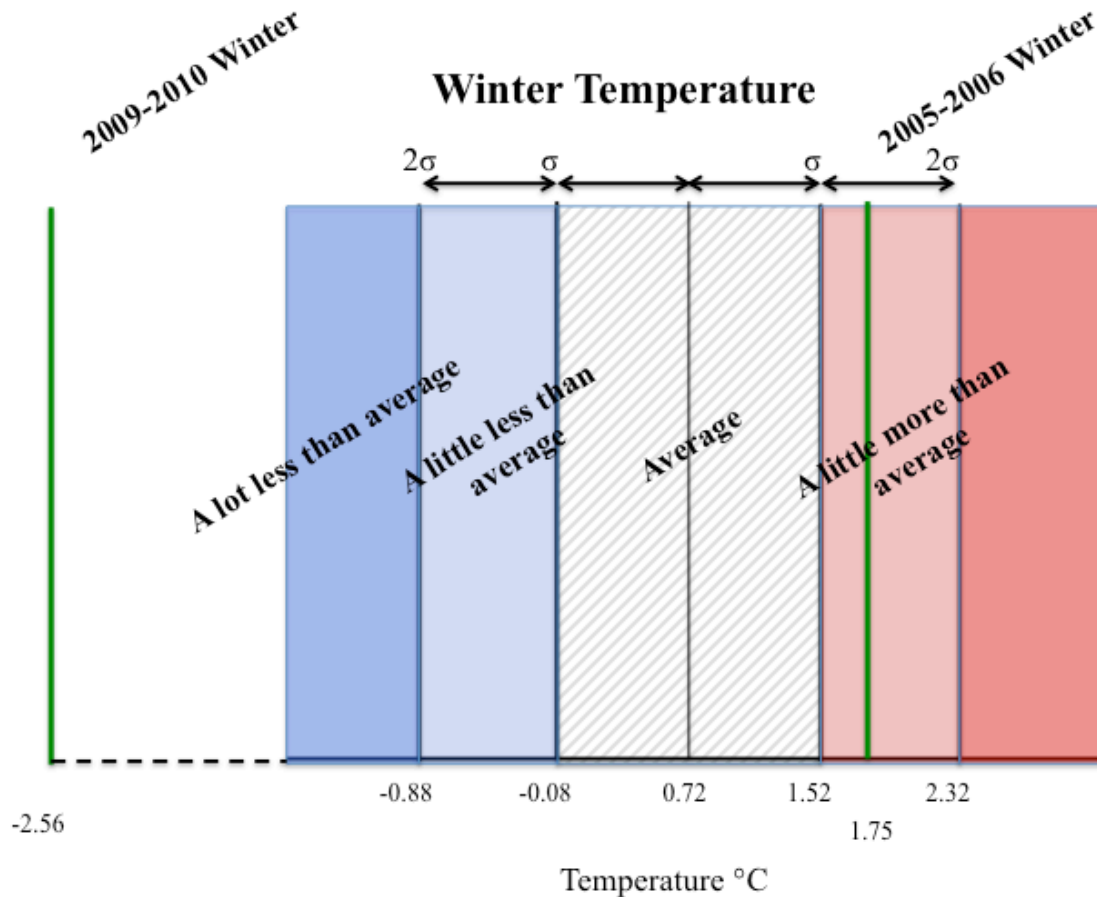 2009-2010 Winter
Winter Temperature
2005-2006 Winter
2σ
σ
σ
2σ
A lot less than average
A little less than
average
Average
A little more than
average
-0.88
-0.08
0.72
1.52
2.32
-2.56
1.75
Temperature °C